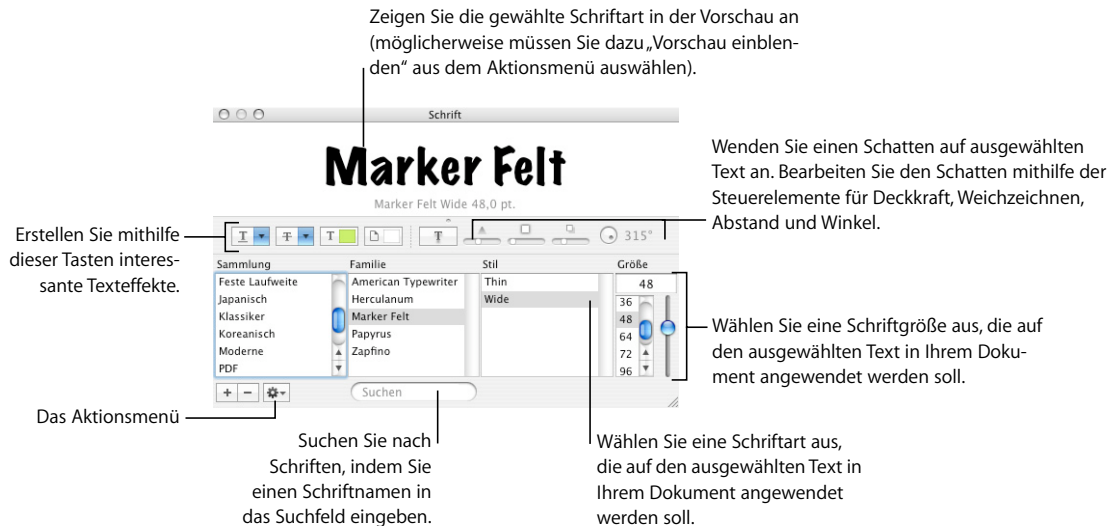 Zeigen Sie die gewählte Schriftart in der Vorschau an
(möglicherweise müssen Sie dazu „Vorschau einblen-
den“ aus dem Aktionsmenü auswählen).
Schrift
Marker Felt
Marker Felt Wide 48,0 pt.
Wenden Sie einen Schatten auf ausgewählten
Text an. Bearbeiten Sie den Schatten mithilfe der
Steuerelemente für Deckkraft, Weichzeichnen,
Abstand und Winkel.
Erstellen Sie mithilfe
dieser Tasten interes-
sante Texteffekte.
T T T T 315°
Sammlung Familie Stil Größe
Feste Laufweite American Typewriter Thin 48
Japanisch Herculanum Wide 36
Klassiker Marker Felt 48
Koreanisch Papyrus 64
Moderne Zapfino 72
PDF 96
Wählen Sie eine Schriftgröße aus, die auf
den ausgewählten Text in Ihrem Doku-
ment angewendet werden soll.
+ − Suchen
Das Aktionsmenü
Suchen Sie nach
Schriften, indem Sie
einen Schriftnamen in
das Suchfeld eingeben.
Wählen Sie eine Schriftart aus,
die auf den ausgewählten Text in
Ihrem Dokument angewendet
werden soll.